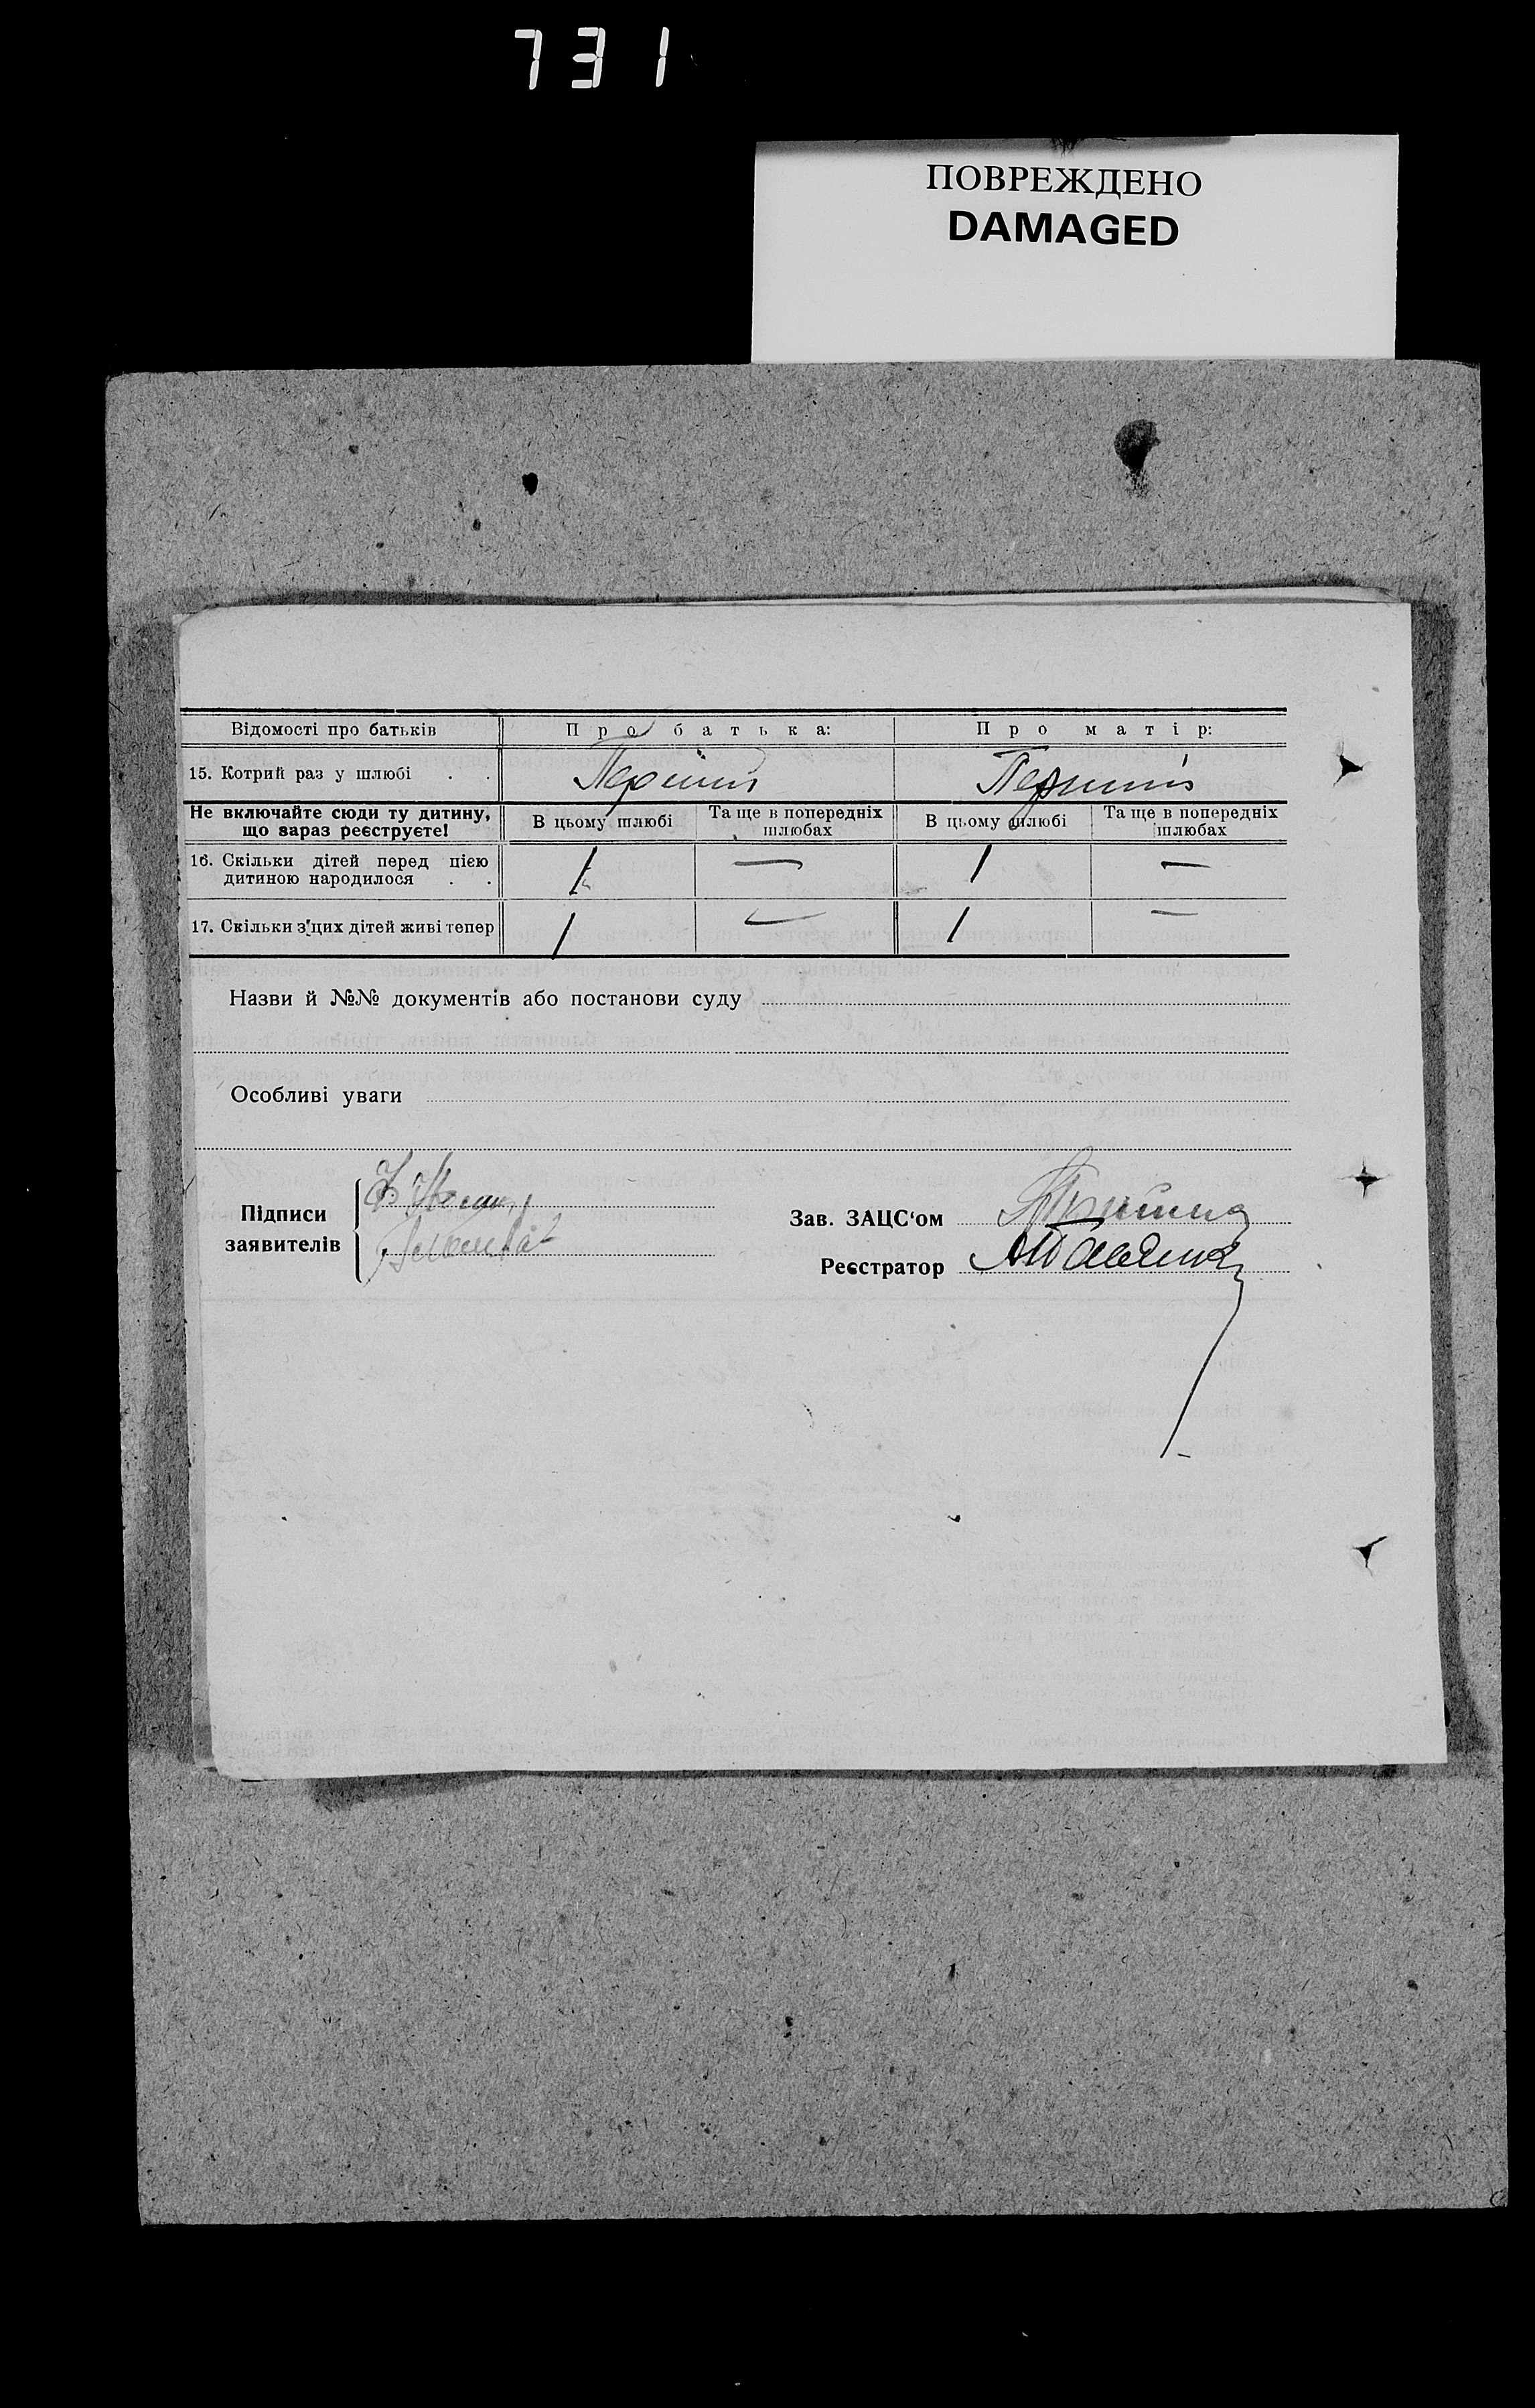 731
ПОВРЕЖДЕНО
DAMAGED
Відомості про батьків Про батька: Про матір:
15. Котрий раз у шлюбі . . Перший Перший
Не включайте сюди ту дитину, що зараз реєструєте! В цьому шлюбі Та ще в попередніх шлюбах В цьому шлюбі Та ще в попередніх шлюбах
16. Скільки дітей перед цією
дитиною народилося . . 1 — 1 —
17. Скільки з'цих дітей живі тепер 1 — 1 —
Назви й №№ документів або постанови суду
Особливі уваги
Підписи
заявителів
Зав. ЗАЦС‘ом
Реєстратор